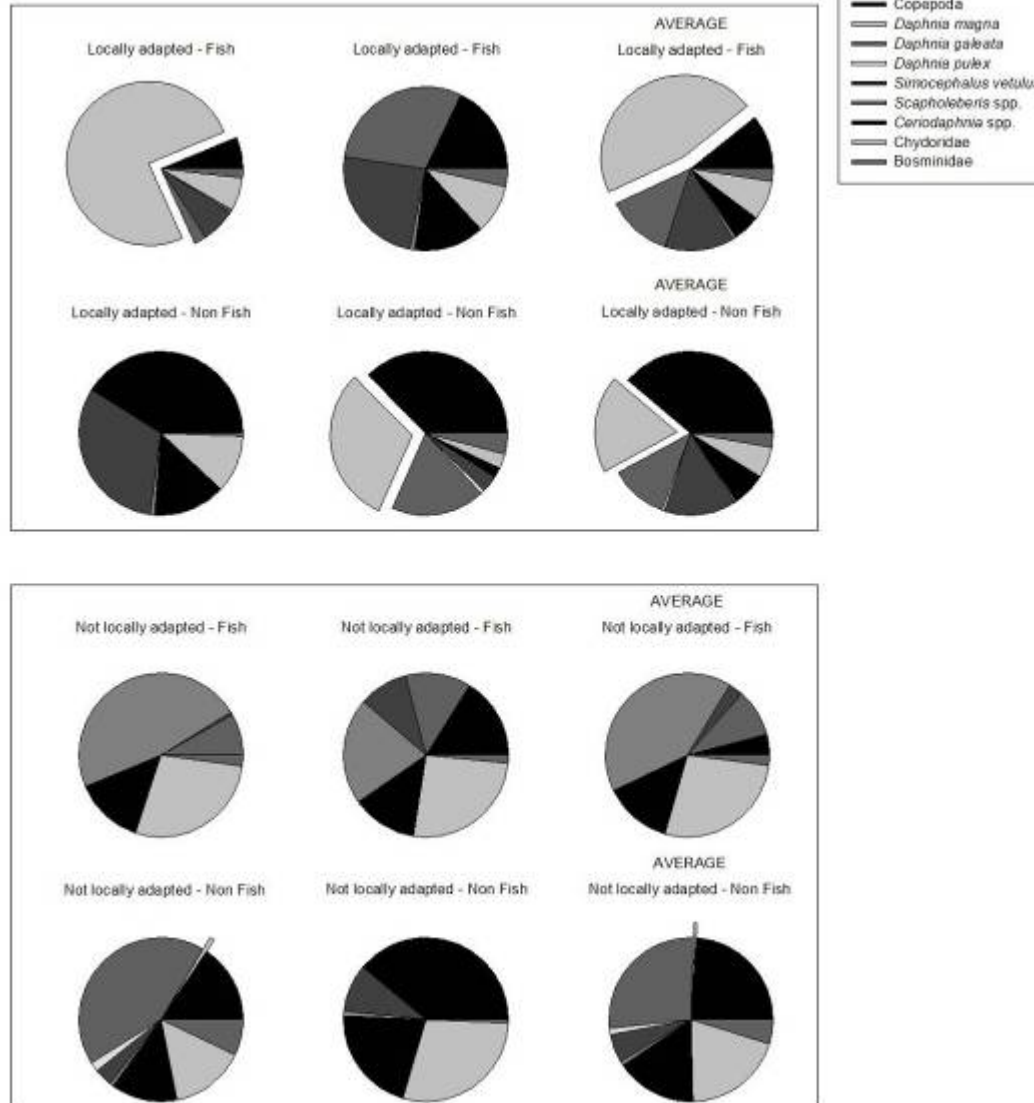 Copepoda
Daphnia magna
Daphnia galeata
Daphnia pulex
Simocephalus vetulu
Scapholeberis spp.
Ceriodaphnia spp.
Chydoridae
Bosminidae
AVERAGE
Locally adapted - Fish
Locally adapted - Fish
Locally adapted - Fish
AVERAGE
Locally adapted - Non Fish
Locally adapted - Non Fish
Locally adapted - Non Fish
AVERAGE
Not locally adapted - Fish
Not locally adapted - Fish
Not locally adapted - Fish
AVERAGE
Not locally adapted - Non Fish
Not locally adapted - Non Fish
Not locally adapted - Non Fish